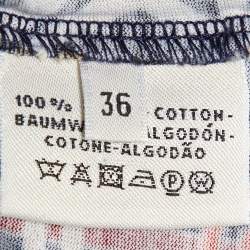 100% 36 -COTTON-
BAUMW -ALGODÓN-
COTONE-ALGODÃO